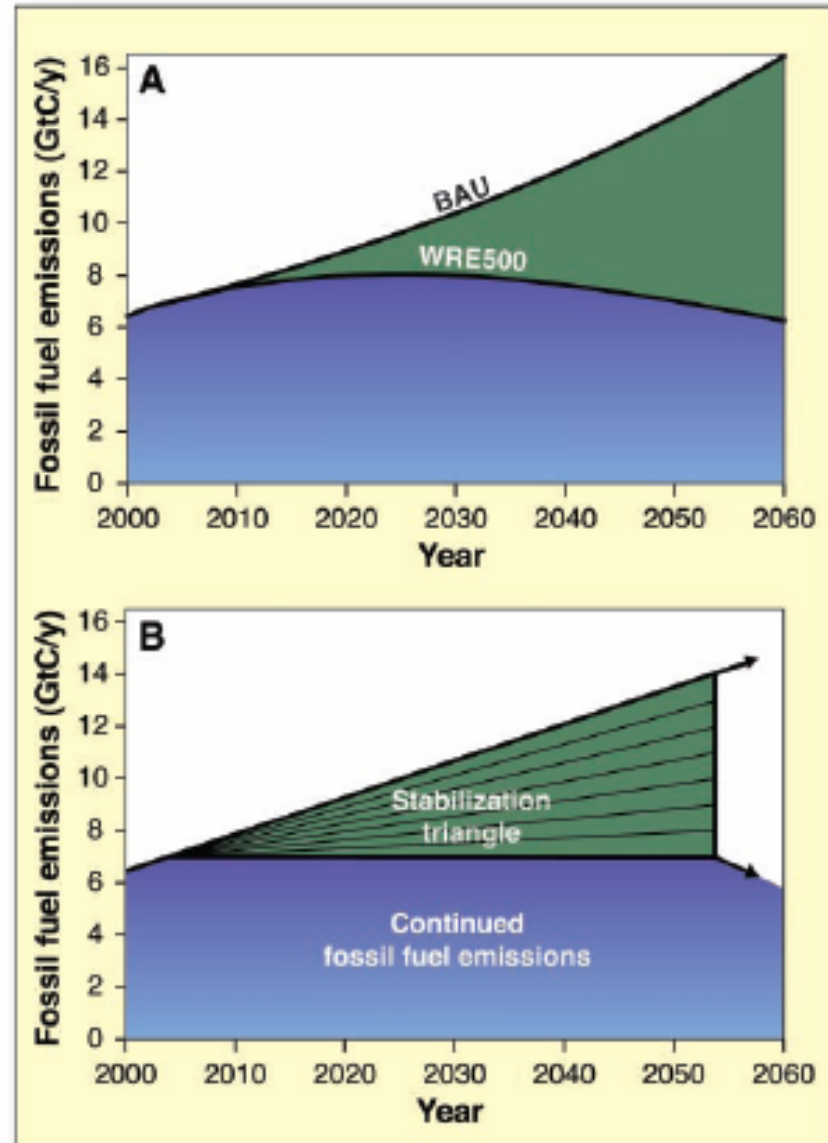 A
Fossil fuel emissions (GtC/y)
16
14
12
10
8
6
4
2
0
BAU
WRE500
2000 2010 2020 2030 2040 2050 2060
Year
B
Fossil fuel emissions (GtC/y)
16
14
12
10
8
6
4
2
0
Stabilization
triangle
Continued
fossil fuel emissions
2000 2010 2020 2030 2040 2050 2060
Year